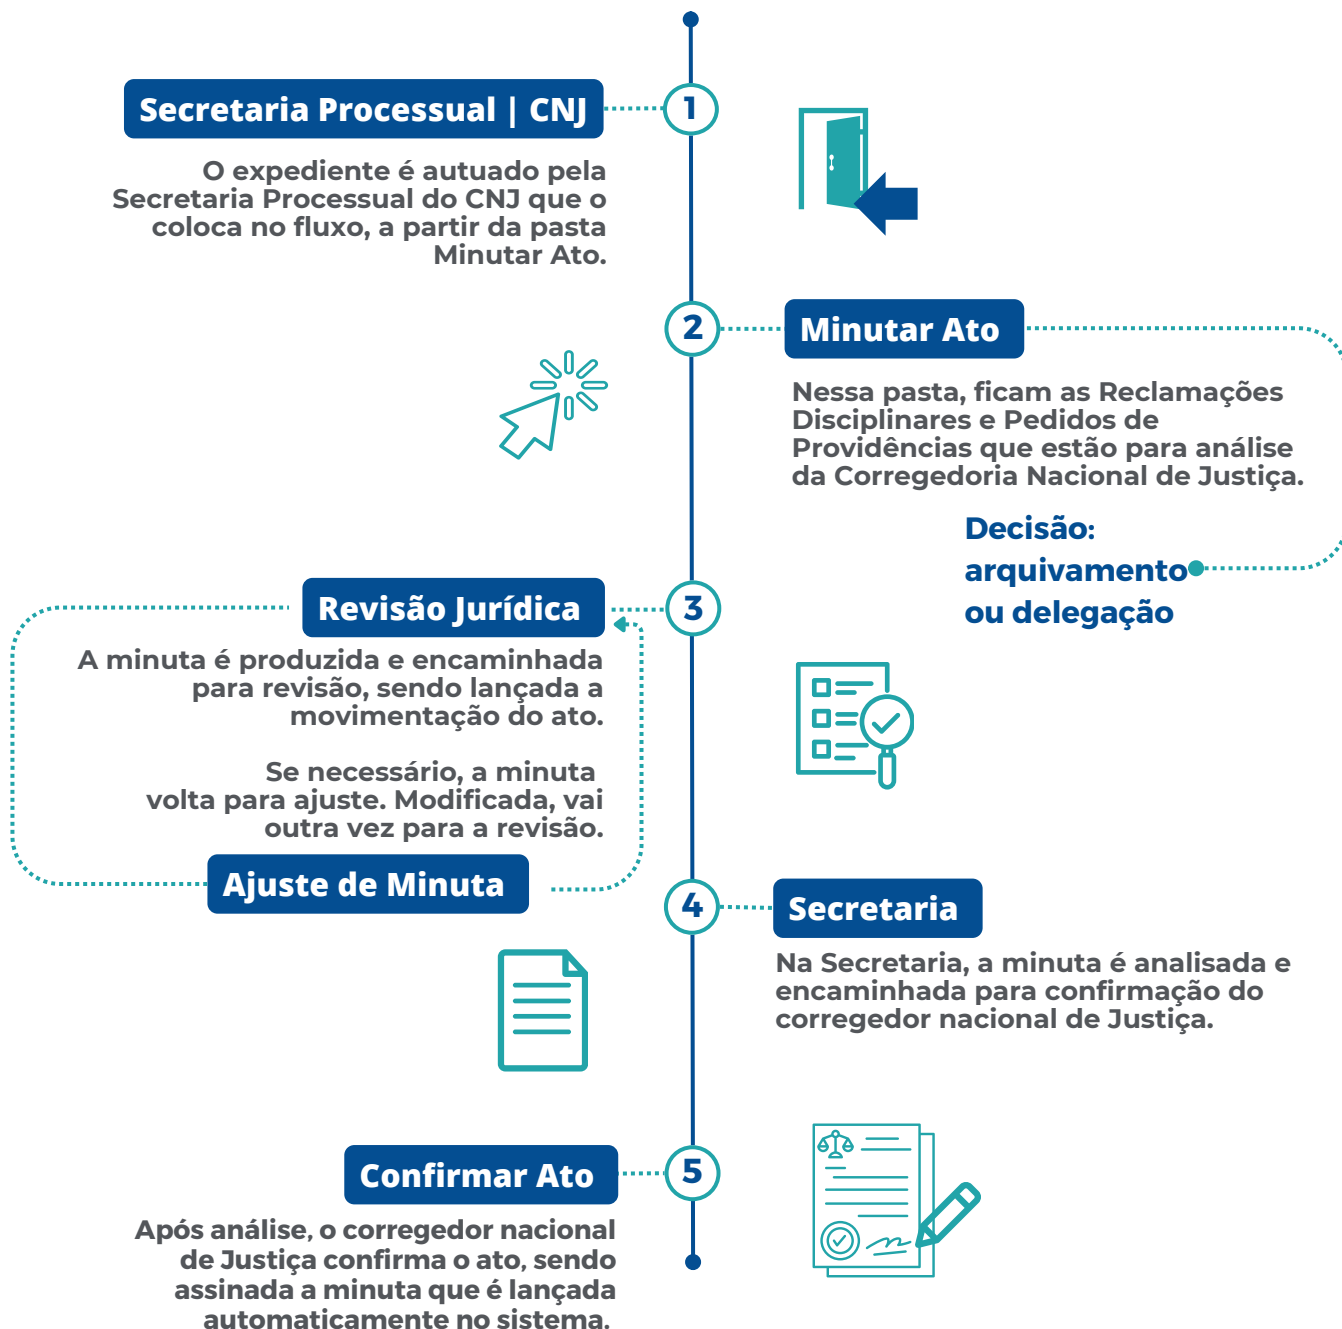 1
Secretaria Processual | CNJ
O expediente é autuado pela
Secretaria Processual do CNJ que o
coloca no fluxo, a partir da pasta
Minutar Ato.
2
Minutar Ato
Nessa pasta, ficam as Reclamações
Disciplinares e Pedidos de
Providências que estão para análise
da Corregedoria Nacional de Justiça.
Decisão:
arquivamento
ou delegação
3
Revisão Jurídica
A minuta é produzida e encaminhada
para revisão, sendo lançada a
movimentação do ato.
Se necessário, a minuta
volta para ajuste. Modificada, vai
outra vez para a revisão.
Ajuste de Minuta
4
Secretaria
Na Secretaria, a minuta é analisada e
encaminhada para confirmação do
corregedor nacional de Justiça.
5
Confirmar Ato
Após análise, o corregedor nacional
de Justiça confirma o ato, sendo
assinada a minuta que é lançada
automaticamente no sistema.